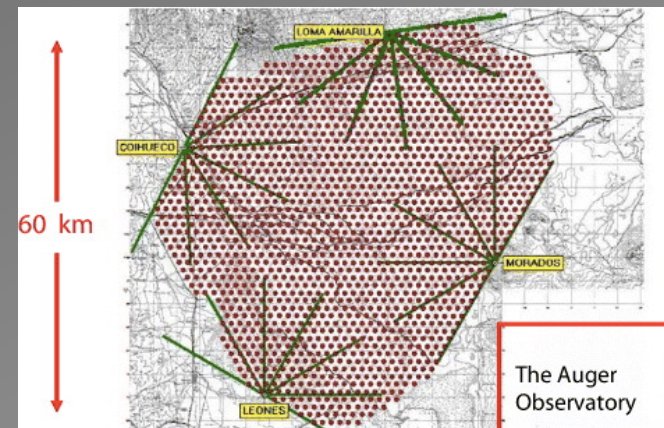 LOMA AMARILLA
COIHUECO
60 km
MORADOS
LEONES
The Auger
Observatory